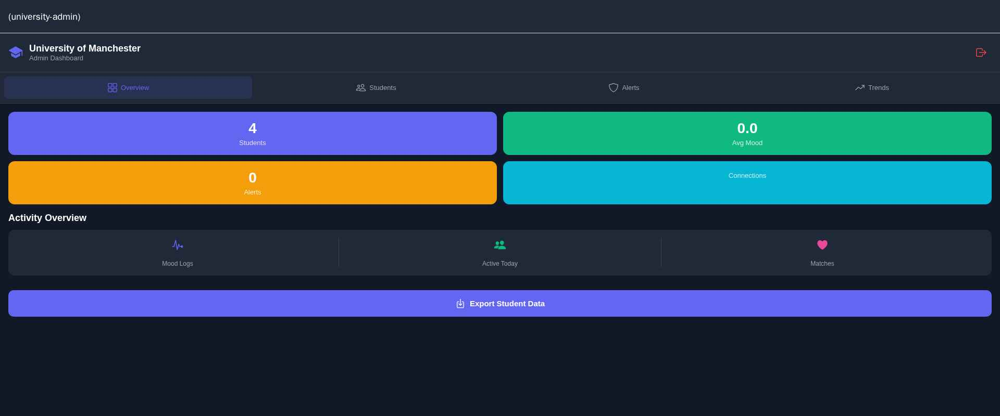 (university-admin)
University of Manchester
Admin Dashboard
Overview
Students
Alerts
Trends
4
Students
0.0
Avg Mood
0
Alerts
Connections
Activity Overview
Mood Logs
Active Today
Matches
Export Student Data